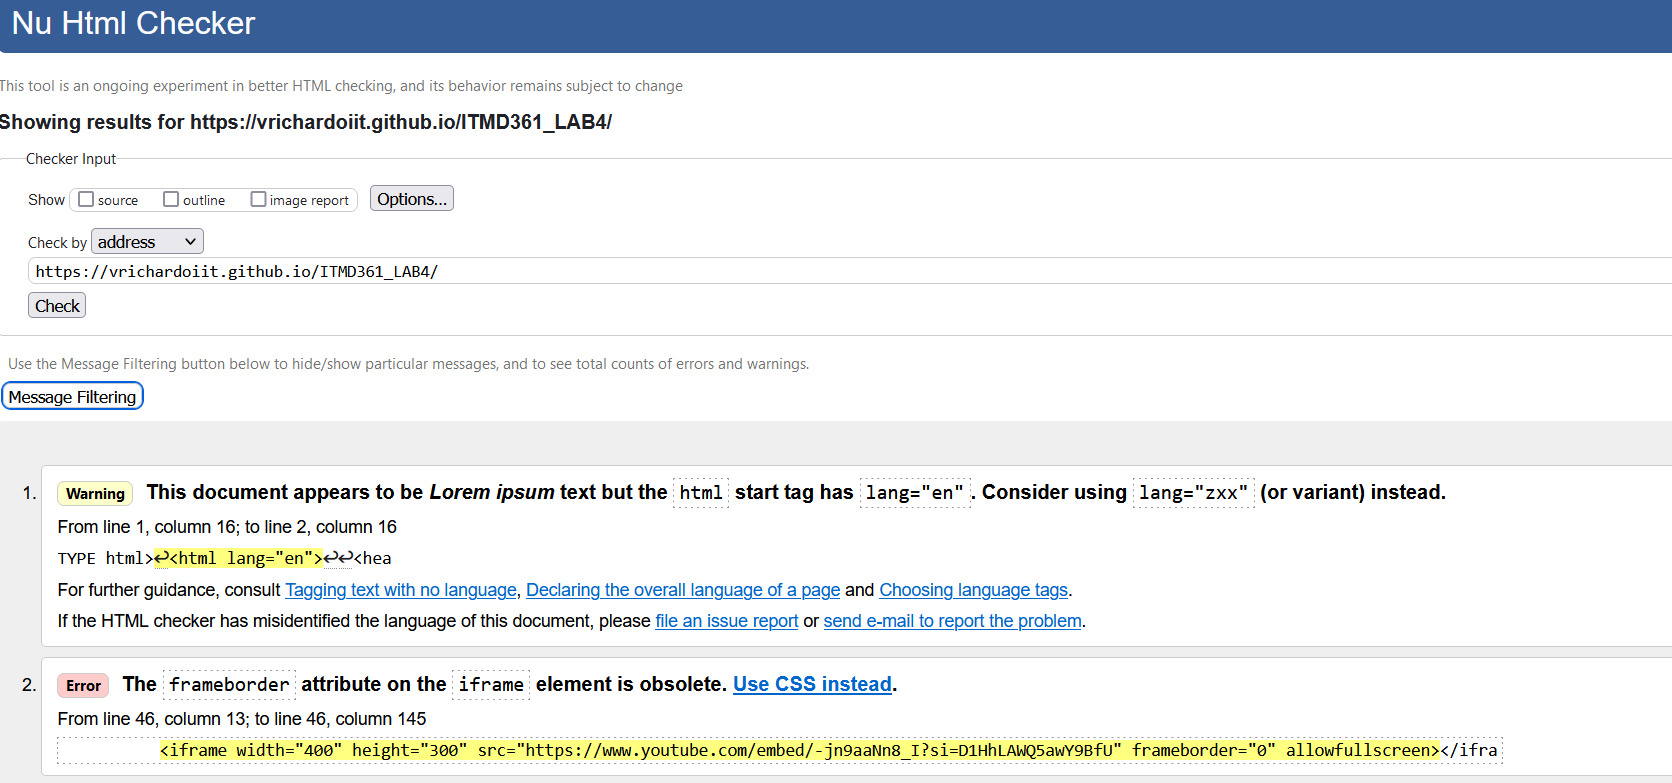 Nu Html Checker
This tool is an ongoing experiment in better HTML checking, and its behavior remains subject to change
Showing results for https://vrichardoiit.github.io/ITMD361_LAB4/
Checker Input
Show source outline image report Options...
Check by address
https://vrichardoiit.github.io/ITMD361_LAB4/
Check
Use the Message Filtering button below to hide/show particular messages, and to see total counts of errors and warnings.
Message Filtering
1. Warning This document appears to be Lorem ipsum text but the html start tag has lang="en". Consider using lang="zxx" (or variant) instead.
From line 1, column 16; to line 2, column 16
TYPE html>↩<html lang="en">↩↩<hea
For further guidance, consult Tagging text with no language, Declaring the overall language of a page and Choosing language tags.
If the HTML checker has misidentified the language of this document, please file an issue report or send e-mail to report the problem.
2. Error The frameborder attribute on the iframe element is obsolete. Use CSS instead.
From line 46, column 13; to line 46, column 145
<iframe width="400" height="300" src="https://www.youtube.com/embed/-jn9aaNn8_I?si=D1HhLAWQ5awY9BfU" frameborder="0" allowfullscreen></ifra